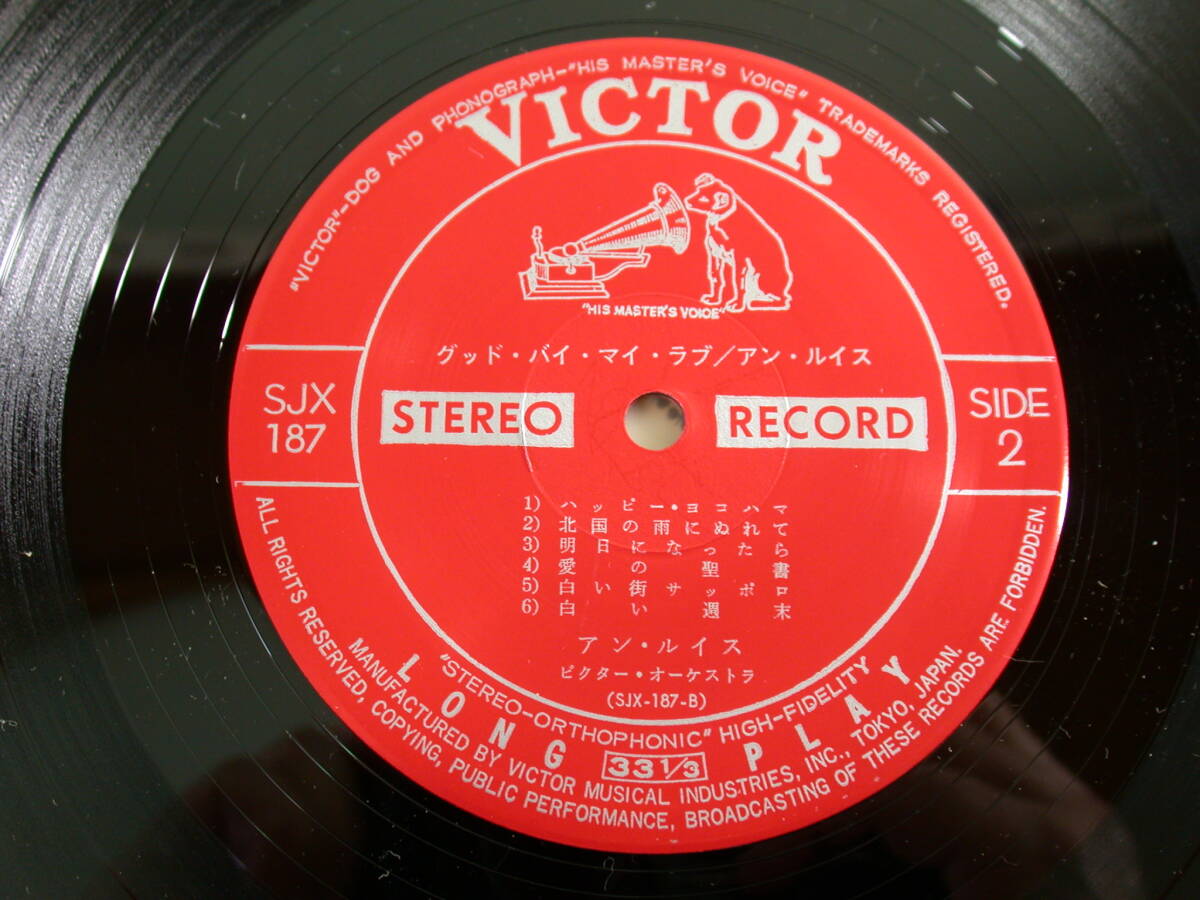 "VICTOR"–DOG AND PHONOGRAPH–"HIS MASTER'S VOICE" TRADEMARKS REGISTERED.
VICTOR
"HIS MASTER'S VOICE"
グッド・バイ・マイ・ラブ/アン・ルイス
SJX
187
STEREO RECORD
SIDE
2
1) ハッピー・ヨコハマ
2) 北国の雨にぬれて
3) 明日になったら
4) 愛の聖書
5) 白い街サッポロ
6) 白い週末
アン・ルイス
ビクター・オーケストラ
(SJX-187-B)
"STEREO-ORTHOPHONIC" HIGH-FIDELITY
LONG 33 1/3 PLAY
MANUFACTURED BY VICTOR MUSICAL INDUSTRIES, INC., TOKYO, JAPAN.
ALL RIGHTS RESERVED, COPYING, PUBLIC PERFORMANCE, BROADCASTING OF THESE RECORDS ARE FORBIDDEN.